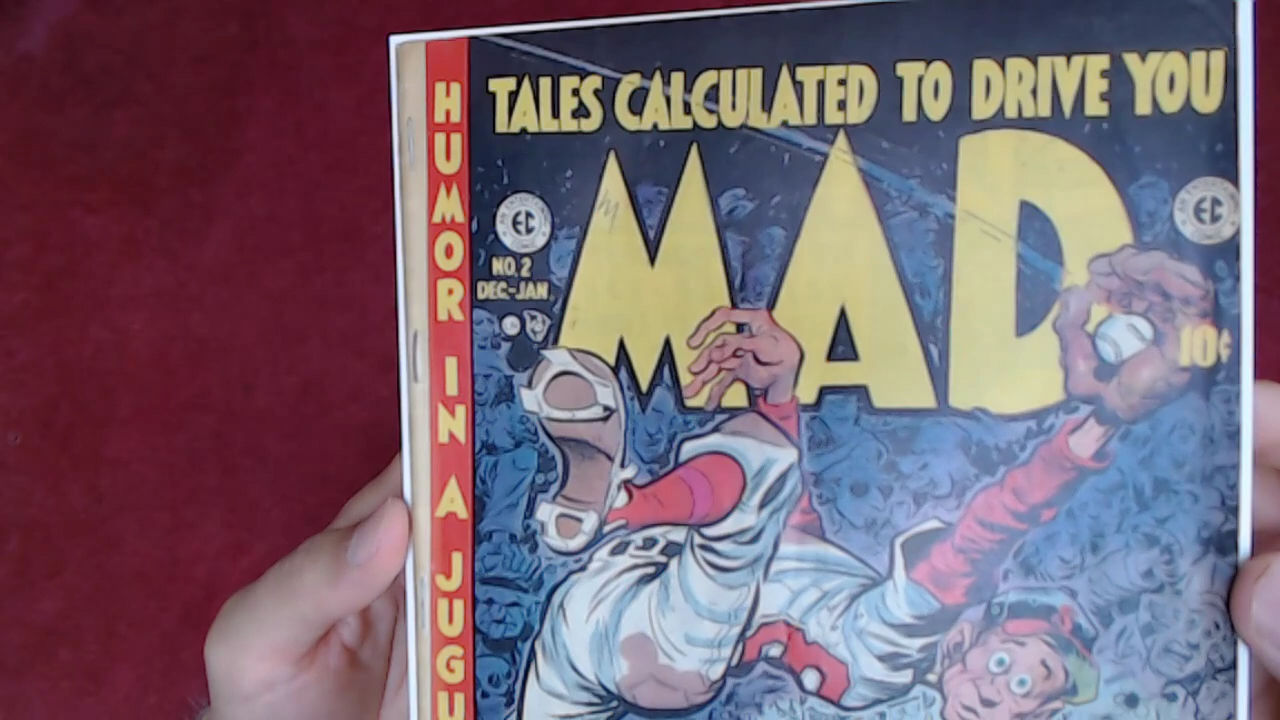 TALES CALCULATED TO DRIVE YOU
MAD
HUMOR IN A JUGU
EC
NO. 2
DEC.-JAN.
EC
10¢